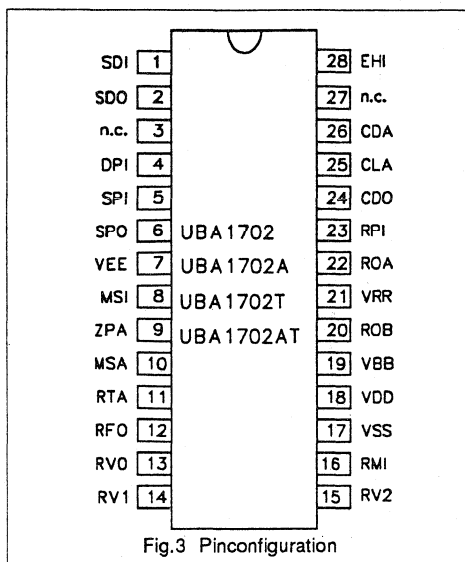 SDI 1 28 EHI
SDO 2 27 n.c.
n.c. 3 26 CDA
DPI 4 25 CLA
SPI 5 24 CDO
SPO 6 UBA1702 23 RPI
VEE 7 UBA1702A 22 ROA
MSI 8 UBA1702T 21 VRR
ZPA 9 UBA1702AT 20 ROB
MSA 10 19 VBB
RTA 11 18 VDD
RFO 12 17 VSS
RV0 13 16 RMI
RV1 14 15 RV2
Fig.3 Pinconfiguration